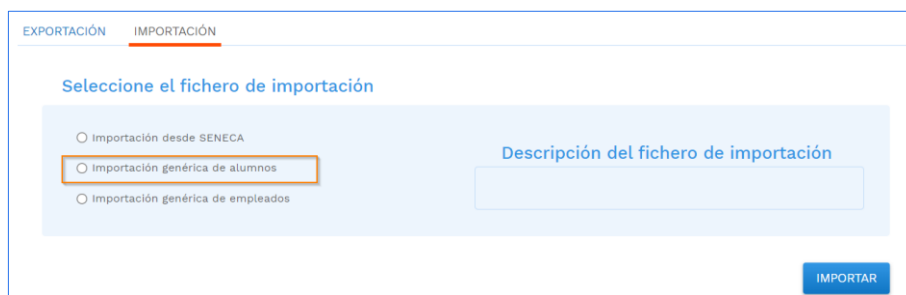 EXPORTACIÓN IMPORTACIÓN
Seleccione el fichero de importación
Importación desde SENECA
Importación genérica de alumnos
Importación genérica de empleados
Descripción del fichero de importación
IMPORTAR